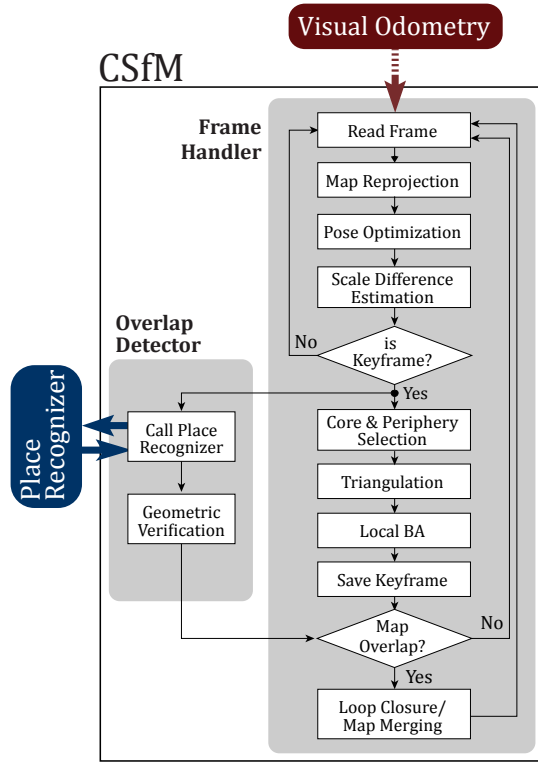 Visual Odometry
CSfM
Frame
Handler
Read Frame
Map Reprojection
Pose Optimization
Scale Difference
Estimation
No
is
Keyframe?
Yes
Overlap
Detector
Place
Recognizer
Call Place
Recognizer
Geometric
Verification
Core & Periphery
Selection
Triangulation
Local BA
Save Keyframe
Map
Overlap?
No
Yes
Loop Closure/
Map Merging